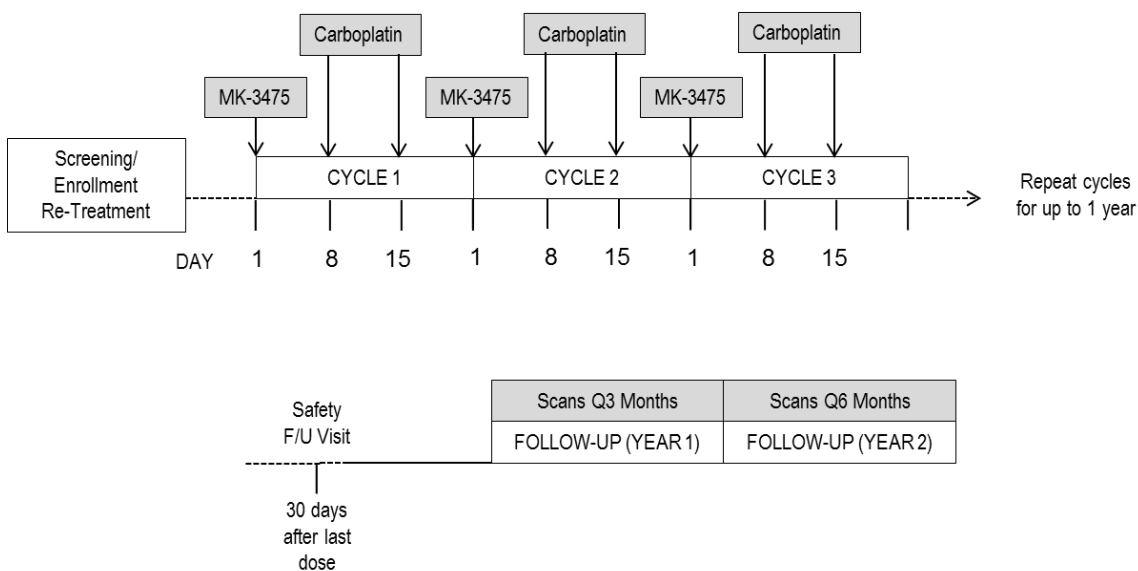 Carboplatin
Carboplatin
Carboplatin
MK-3475
MK-3475
MK-3475
Screening/
Enrollment
Re-Treatment
CYCLE 1
CYCLE 2
CYCLE 3
Repeat cycles
for up to 1 year
DAY 1 8 15 1 8 15 1 8 15
Safety
F/U Visit
30 days
after last
dose
Scans Q3 Months
Scans Q6 Months
FOLLOW-UP (YEAR 1)
FOLLOW-UP (YEAR 2)